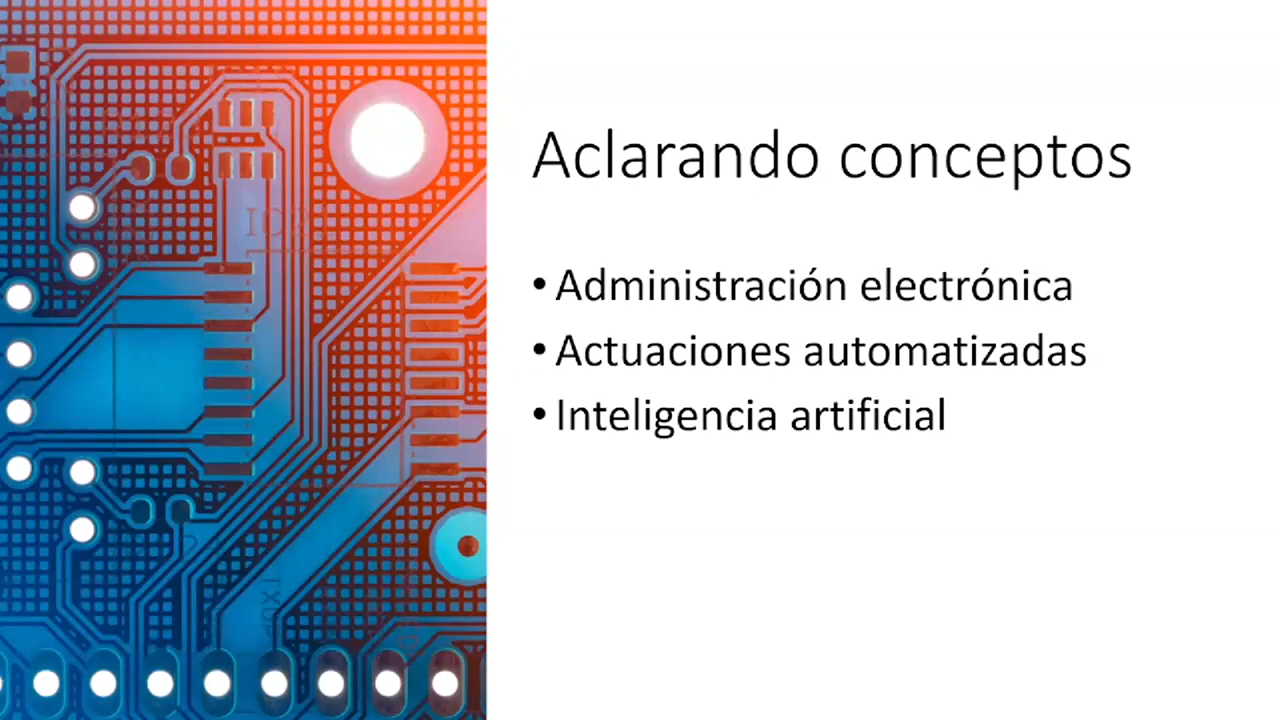 Aclarando conceptos
• Administración electrónica
• Actuaciones automatizadas
• Inteligencia artificial